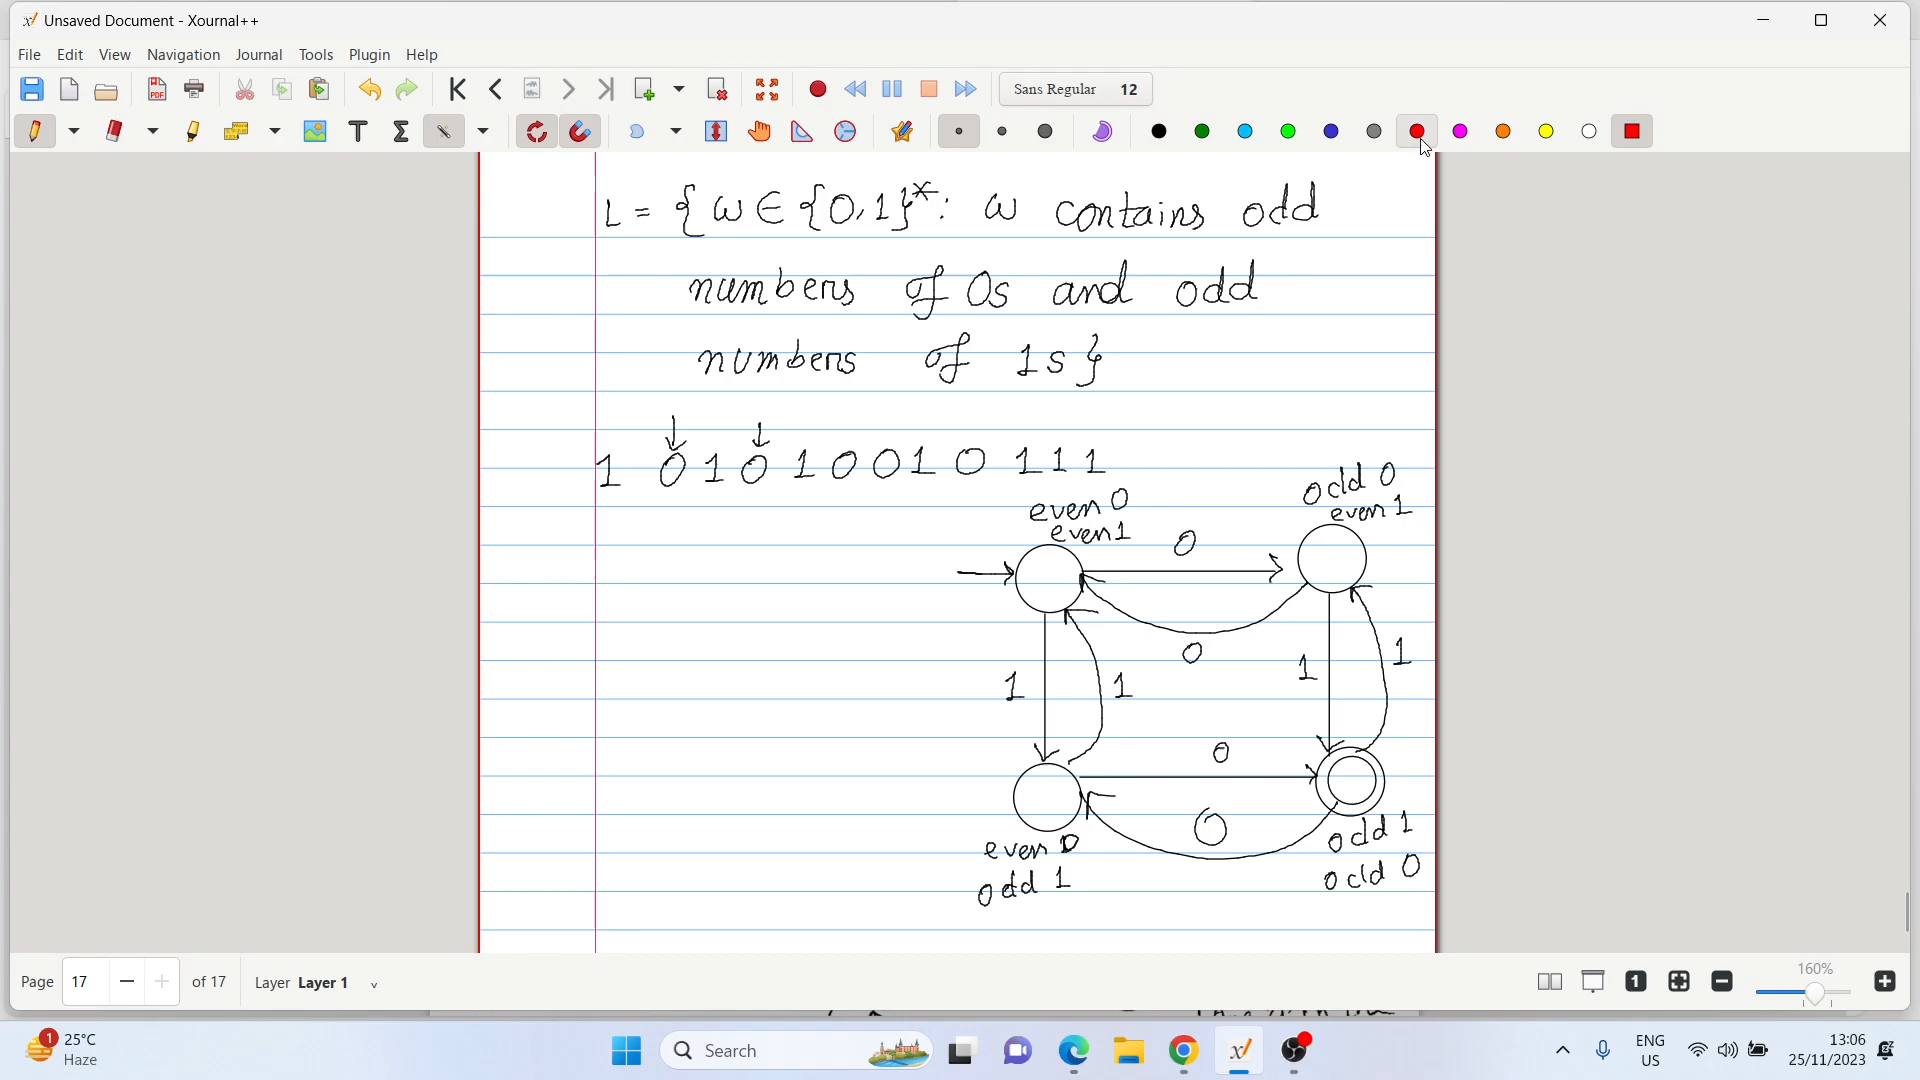 Unsaved Document - Xournal++
File Edit View Navigation Journal Tools Plugin Help
PDF
Sans Regular 12
T Σ
L = { ω ∈ {0,1}*: ω contains odd
numbers of 0s and odd
numbers of 1s}
1 0 1 0 1 0 0 1 0 1 1 1
even 0
even 1
odd 0
even 1
0
0
1
1
1
1
0
0
even 0
odd 1
odd 1
odd 0
Page 17 of 17 Layer Layer 1
1
160%
1
25°C
Haze
Search
ENG
US
13:06
25/11/2023